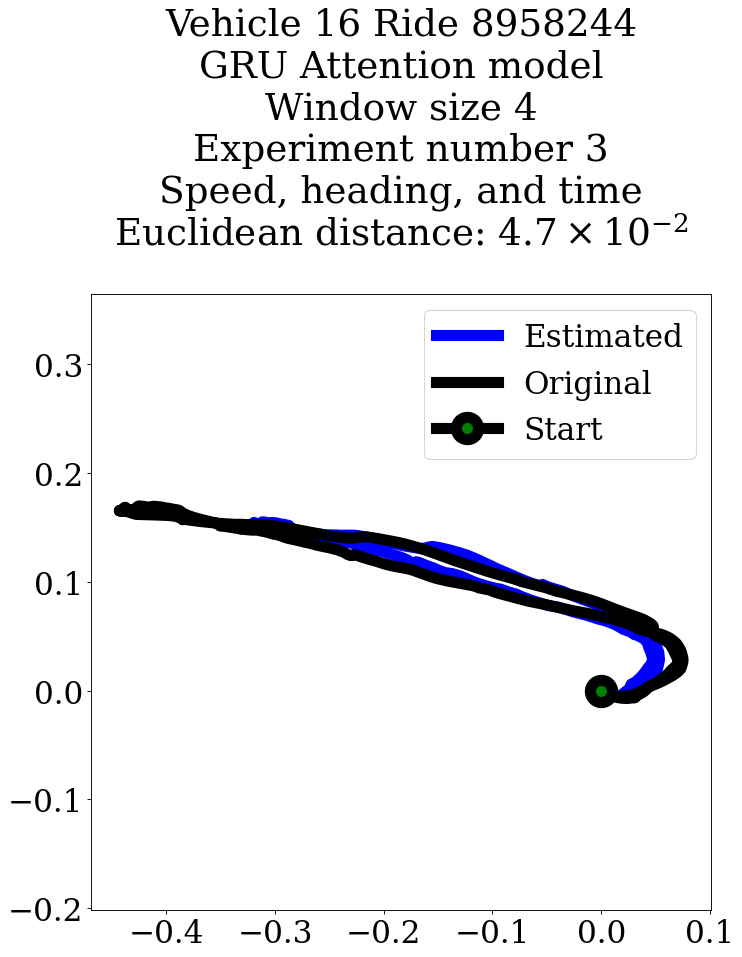 Vehicle 16 Ride 8958244
GRU Attention model
Window size 4
Experiment number 3
Speed, heading, and time
Euclidean distance: 4.7 × 10⁻²
Estimated
Original
Start
0.3
0.2
0.1
0.0
−0.1
−0.2
−0.4 −0.3 −0.2 −0.1 0.0 0.1